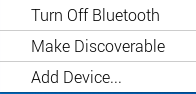 Turn Off Bluetooth
Make Discoverable
Add Device...